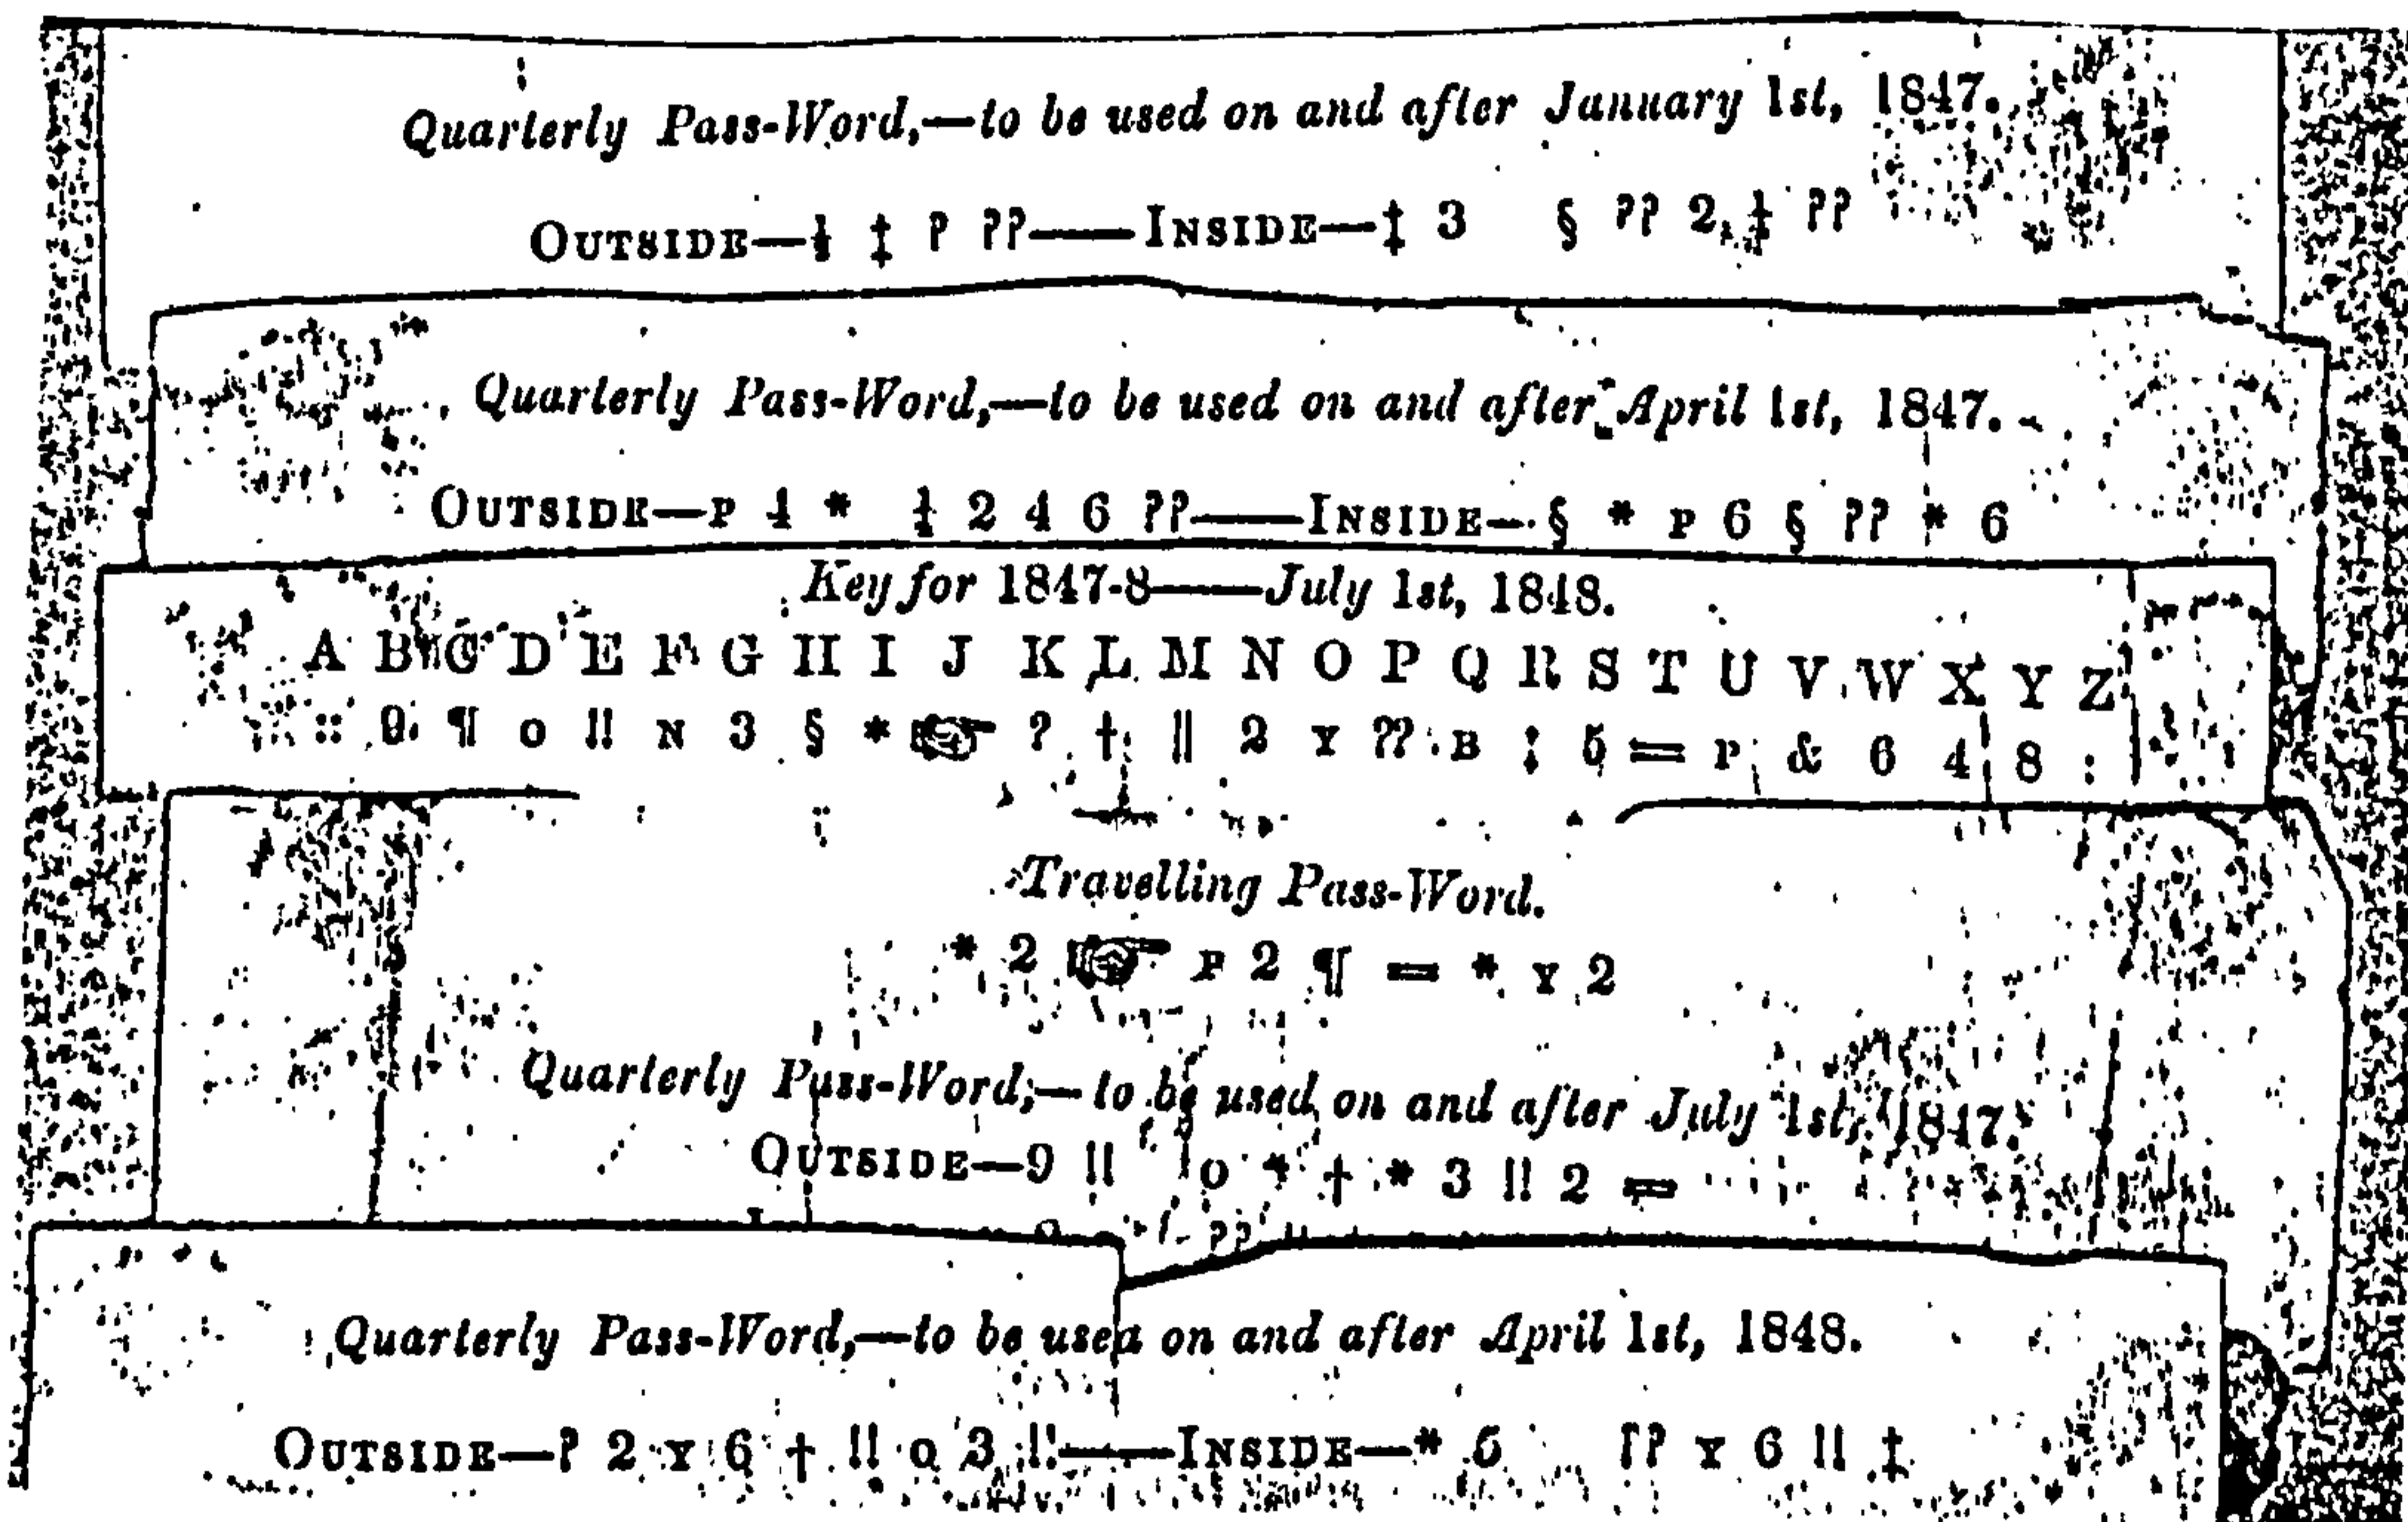 Quarterly Pass-Word,—to be used on and after January 1st, 1847.
OUTSIDE—‡ ‡ ? ??——INSIDE—‡ 3 § ?? 2 ‡ ??
Quarterly Pass-Word,—to be used on and after April 1st, 1847.
OUTSIDE—P 4 * ‡ 2 4 6 ??——INSIDE—§ * P 6 § ?? * 6
Key for 1847-8——July 1st, 1848.
A B C D E F G H I J K L M N O P Q R S T U V W X Y Z
:: 9 ¶ O !! N 3 § * ☞ ? † || 2 Y ?? B ‡ 5 = P & 6 4 8 :
Travelling Pass-Word.
* 2 ☞ P 2 ¶ = * Y 2
Quarterly Pass-Word,—to be used on and after July 1st, 1847.
OUTSIDE—9 !! O * † * 3 !! 2 =
Quarterly Pass-Word,—to be used on and after April 1st, 1848.
OUTSIDE—? 2 Y 6 † !! O 3 !!——INSIDE—* 5 ?? Y 6 !! ‡